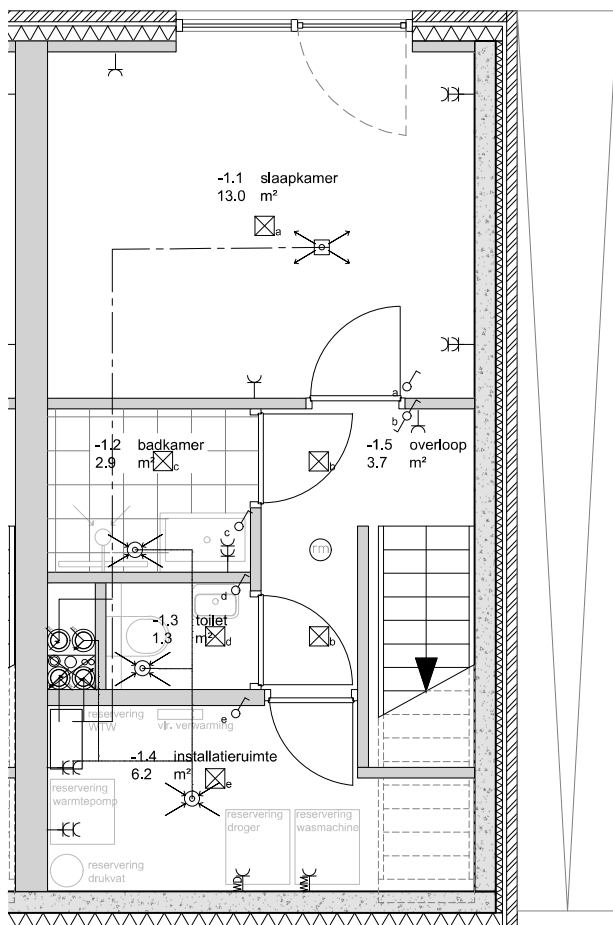 -1.1 slaapkamer
13.0 m²
a
a
b
-1.2 badkamer
2.9 m²
c
b
-1.5 overloop
3.7 m²
c
rm
d
-1.3 toilet
1.3 m²
d
b
e
reservering
WTW
vlr. verwarming
-1.4 installatieruimte
6.2 m²
e
reservering
warmtepomp
reservering
droger
reservering
wasmachine
reservering
drukvat
WD
WM